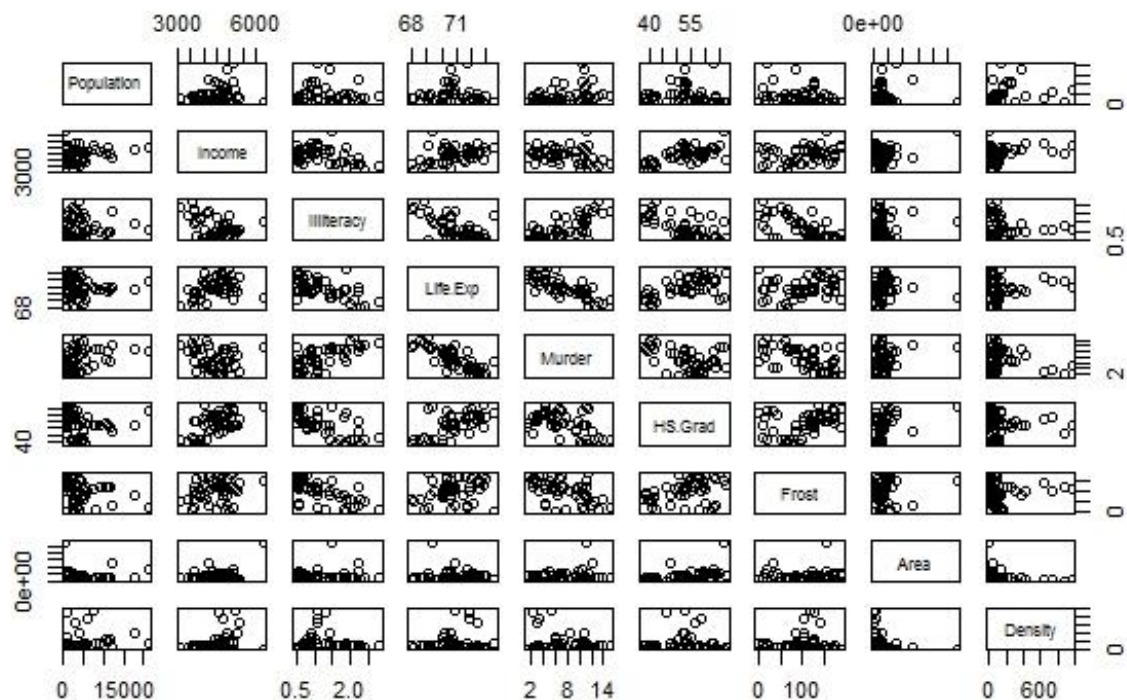 3000 6000 68 71 40 55 0e+00
Population 0
3000 Income
Illiteracy 0.5
68 Life.Exp
Murder 2
40 HS.Grad
Frost 0
0e+00 Area
Density 0
0 15000 0.5 2.0 2 8 14 0 100 0 600